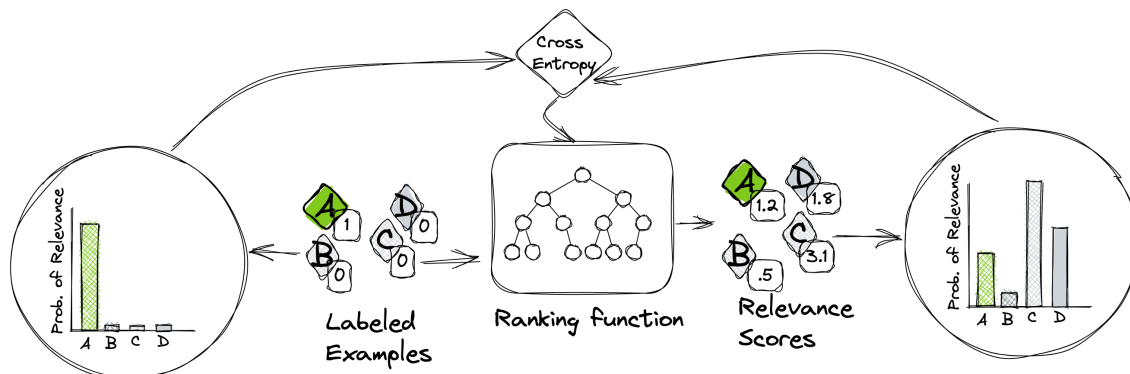 Cross
Entropy
Prob. of Relevance
A B C D
A
1
D
0
B
0
C
0
Labeled
Examples
Ranking function
A
1.2
D
1.8
B
.5
C
3.1
Relevance
Scores
Prob. of Relevance
A B C D